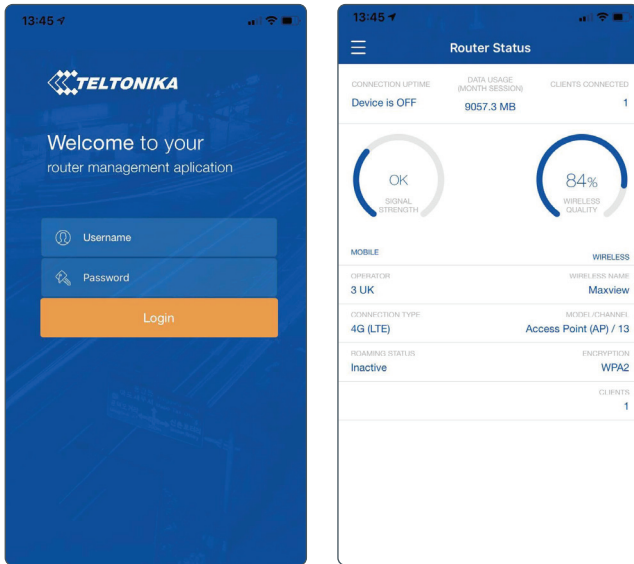 13:45
TELTONIKA
Welcome to your
router management aplication
Username
Password
Login
13:45
Router Status
CONNECTION UPTIME
Device is OFF
DATA USAGE
(MONTH SESSION)
9057.3 MB
CLIENTS CONNECTED
1
OK
SIGNAL
STRENGTH
84%
WIRELESS
QUALITY
MOBILE
WIRELESS
OPERATOR
3 UK
WIRELESS NAME
Maxview
CONNECTION TYPE
4G (LTE)
MODEL/CHANNEL
Access Point (AP) / 13
ROAMING STATUS
Inactive
ENCRYPTION
WPA2
CLIENTS
1